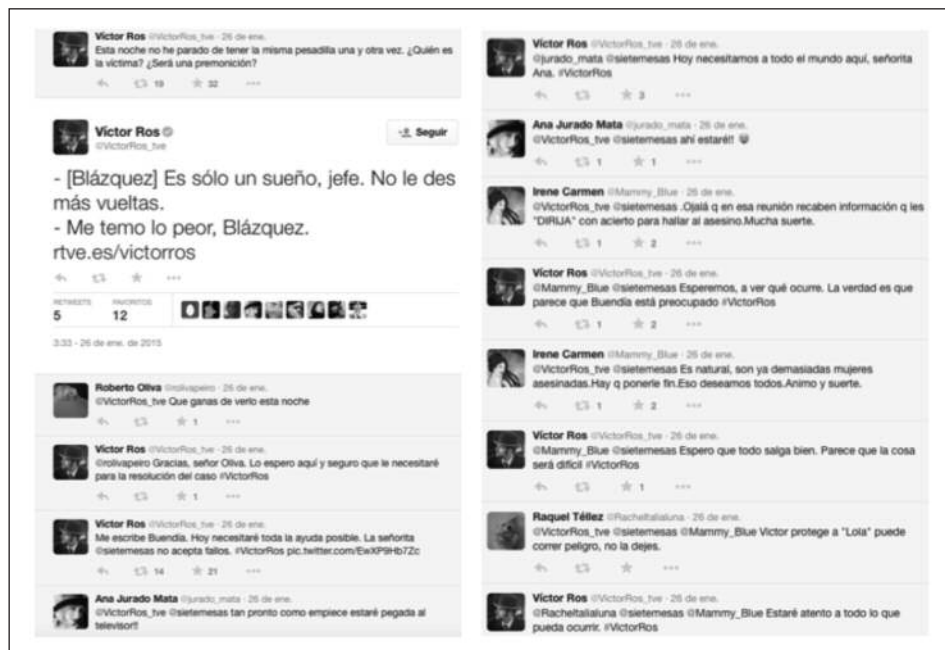 Víctor Ros @VictorRos_tve · 26 de ene.
Esta noche no he parado de tener la misma pesadilla una y otra vez. ¿Quién es
la víctima? ¿Será una premonición?
19 32
Víctor Ros
@VictorRos_tve
Seguir
- [Blázquez] Es sólo un sueño, jefe. No le des
más vueltas.
- Me temo lo peor, Blázquez.
rtve.es/victorros
RETWEETS FAVORITOS
5 12
3:33 - 26 de ene. de 2015
Roberto Oliva @rolivapeiro · 26 de ene.
@VictorRos_tve Que ganas de verlo esta noche
1
Víctor Ros @VictorRos_tve · 26 de ene.
@rolivapeiro Gracias, señor Oliva. Lo espero aquí y seguro que le necesitaré
para la resolución del caso #VictorRos
1
Víctor Ros @VictorRos_tve · 26 de ene.
Me escribe Buendía. Hoy necesitaré toda la ayuda posible. La señorita
@sietemesas no acepta fallos. #VictorRos pic.twitter.com/EwXP9Hb7Zc
14 21
Ana Jurado Mata @jurado_mata · 26 de ene.
@VictorRos_tve @sietemesas tan pronto como empiece estaré pegada al
televisor!!
Víctor Ros @VictorRos_tve · 26 de ene.
@jurado_mata @sietemesas Hoy necesitamos a todo el mundo aquí, señorita
Ana. #VictorRos
3
Ana Jurado Mata @jurado_mata · 26 de ene.
@VictorRos_tve @sietemesas ahí estaré!!
1 1
Irene Carmen @Mammy_Blue · 26 de ene.
@VictorRos_tve @sietemesas .Ojalá q en esa reunión recaben información q les
"DIRIJA" con acierto para hallar al asesino.Mucha suerte.
1 2
Víctor Ros @VictorRos_tve · 26 de ene.
@Mammy_Blue @sietemesas Esperemos, a ver qué ocurre. La verdad es que
parece que Buendía está preocupado #VictorRos
1 2
Irene Carmen @Mammy_Blue · 26 de ene.
@VictorRos_tve @sietemesas Es natural, son ya demasiadas mujeres
asesinadas.Hay q ponerle fin.Eso deseamos todos.Animo y suerte.
1 2
Víctor Ros @VictorRos_tve · 26 de ene.
@Mammy_Blue @sietemesas Espero que todo salga bien. Parece que la cosa
será difícil #VictorRos
1
Raquel Téllez @Racheltalialuna · 26 de ene.
@VictorRos_tve @sietemesas @Mammy_Blue Victor protege a "Lola" puede
correr peligro, no la dejes.
Víctor Ros @VictorRos_tve · 26 de ene.
@Racheltalialuna @sietemesas @Mammy_Blue Estaré atento a todo lo que
pueda ocurrir. #VictorRos